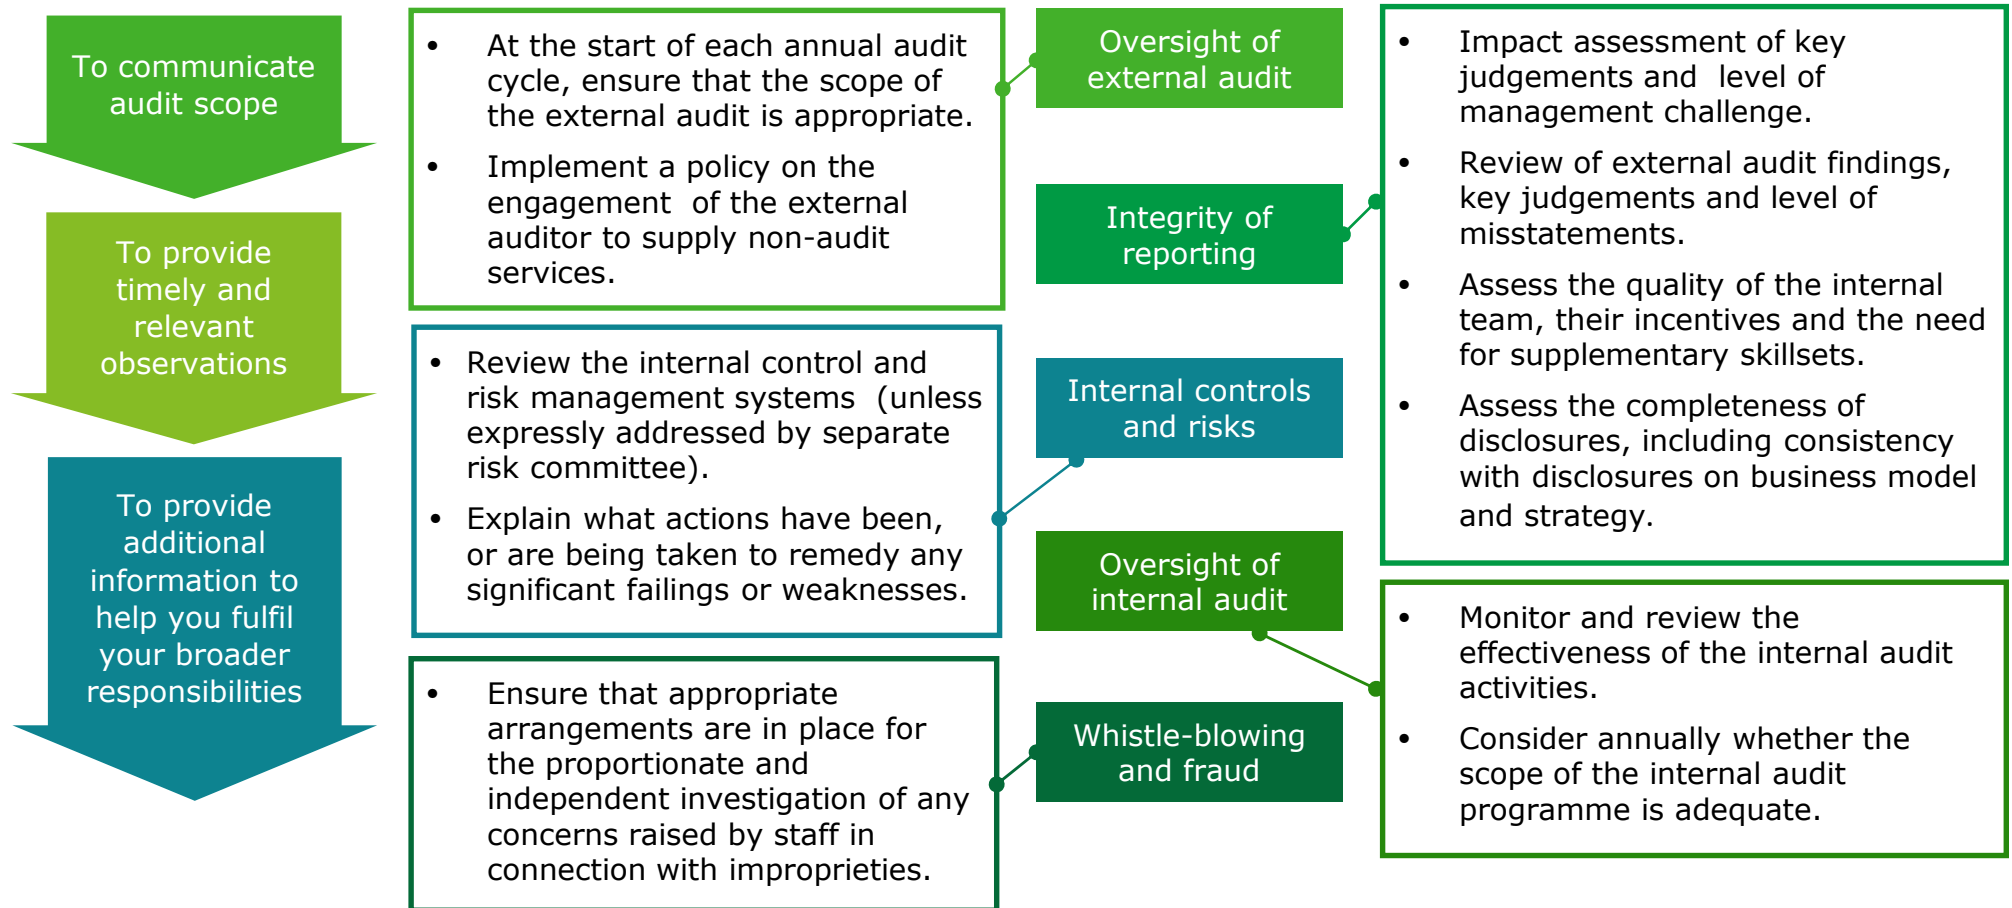 To communicate
audit scope
To provide
timely and
relevant
observations
To provide
additional
information to
help you fulfil
your broader
responsibilities
• At the start of each annual audit
cycle, ensure that the scope of
the external audit is appropriate.
• Implement a policy on the
engagement of the external
auditor to supply non-audit
services.
• Review the internal control and
risk management systems (unless
expressly addressed by separate
risk committee).
• Explain what actions have been,
or are being taken to remedy any
significant failings or weaknesses.
• Ensure that appropriate
arrangements are in place for
the proportionate and
independent investigation of any
concerns raised by staff in
connection with improprieties.
Oversight of
external audit
Integrity of
reporting
Internal controls
and risks
Oversight of
internal audit
Whistle-blowing
and fraud
• Impact assessment of key
judgements and level of
management challenge.
• Review of external audit findings,
key judgements and level of
misstatements.
• Assess the quality of the internal
team, their incentives and the need
for supplementary skillsets.
• Assess the completeness of
disclosures, including consistency
with disclosures on business model
and strategy.
• Monitor and review the
effectiveness of the internal audit
activities.
• Consider annually whether the
scope of the internal audit
programme is adequate.